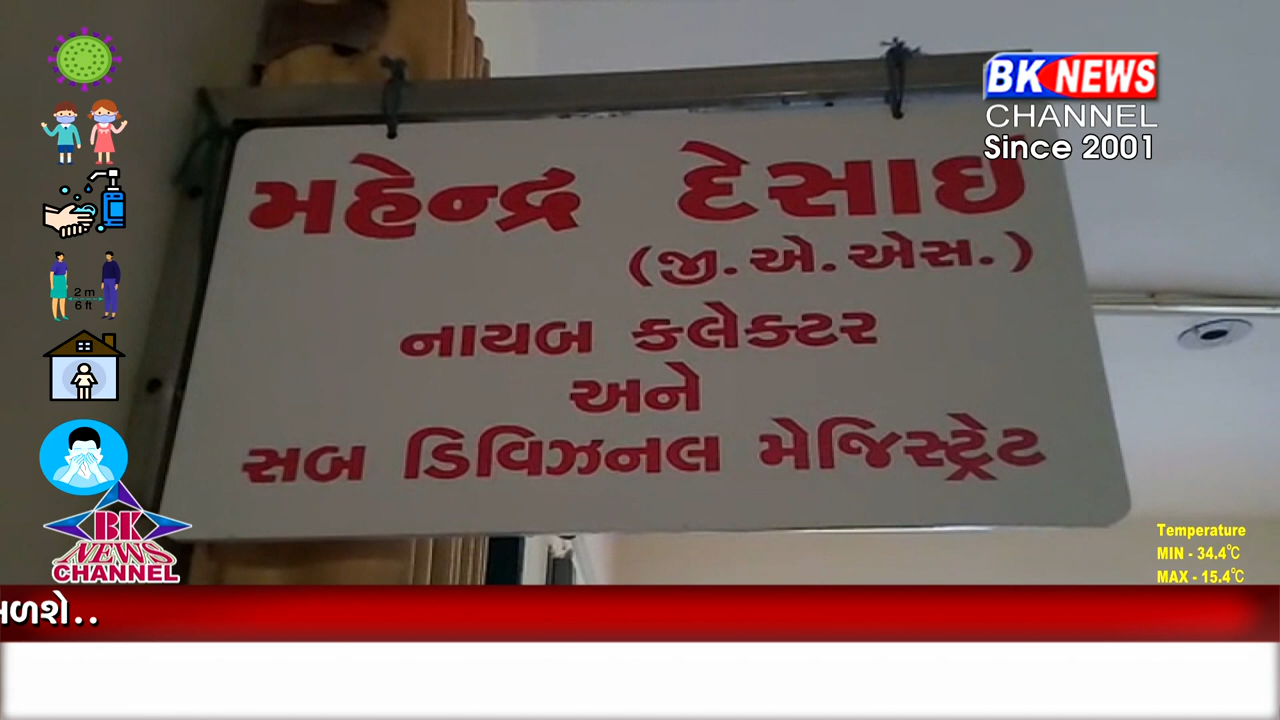 BK NEWS
CHANNEL
Since 2001
મહેન્દ્ર દેસાઇ
(જી.એ.એસ.)
નાયબ કલેક્ટર
અને
સબ ડિવિઝનલ મેજિસ્ટ્રેટ
2 m
6 ft
BK
NEWS
CHANNEL
Temperature
MIN - 34.4℃
MAX - 15.4℃